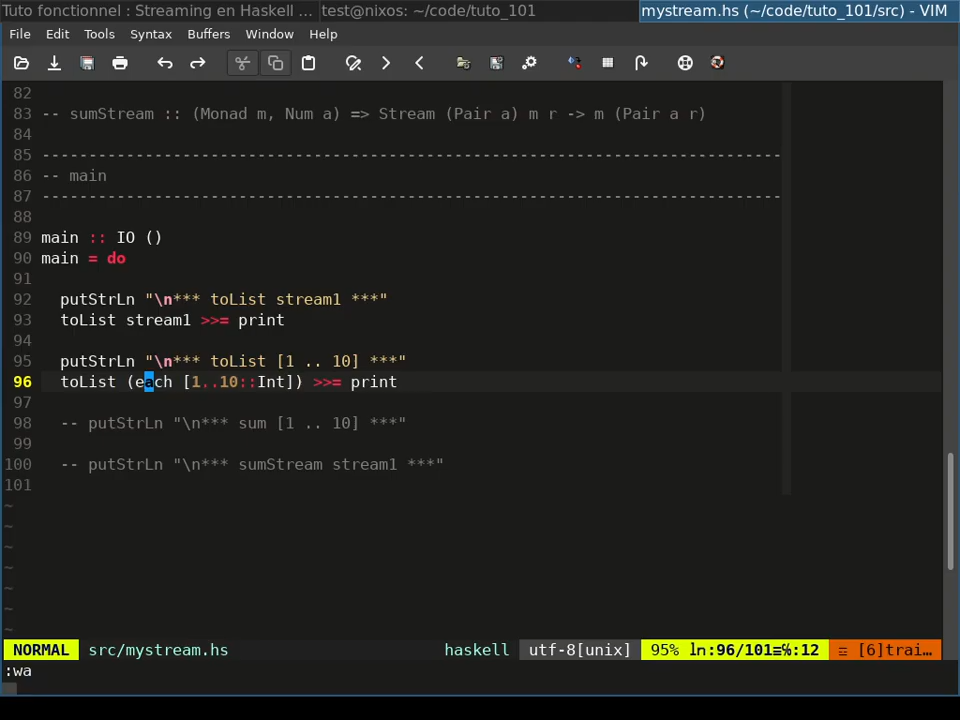 Tuto fonctionnel : Streaming en Haskell ... test@nixos: ~/code/tuto_101 mystream.hs (~/code/tuto_101/src) - VIM
File Edit Tools Syntax Buffers Window Help
82
83 -- sumStream :: (Monad m, Num a) => Stream (Pair a) m r -> m (Pair a r)
84
85 -------------------------------------------------------------------------------
86 -- main
87 -------------------------------------------------------------------------------
88
89 main :: IO ()
90 main = do
91
92 putStrLn "\n*** toList stream1 ***"
93 toList stream1 >>= print
94
95 putStrLn "\n*** toList [1 .. 10] ***"
96 toList (each [1..10::Int]) >>= print
97
98 -- putStrLn "\n*** sum [1 .. 10] ***"
99
100 -- putStrLn "\n*** sumStream stream1 ***"
101
~
~
~
~
~
~
~
NORMAL src/mystream.hs haskell utf-8[unix] 95% ln:96/101≡℅:12 ☲ [6]trai...
:wa